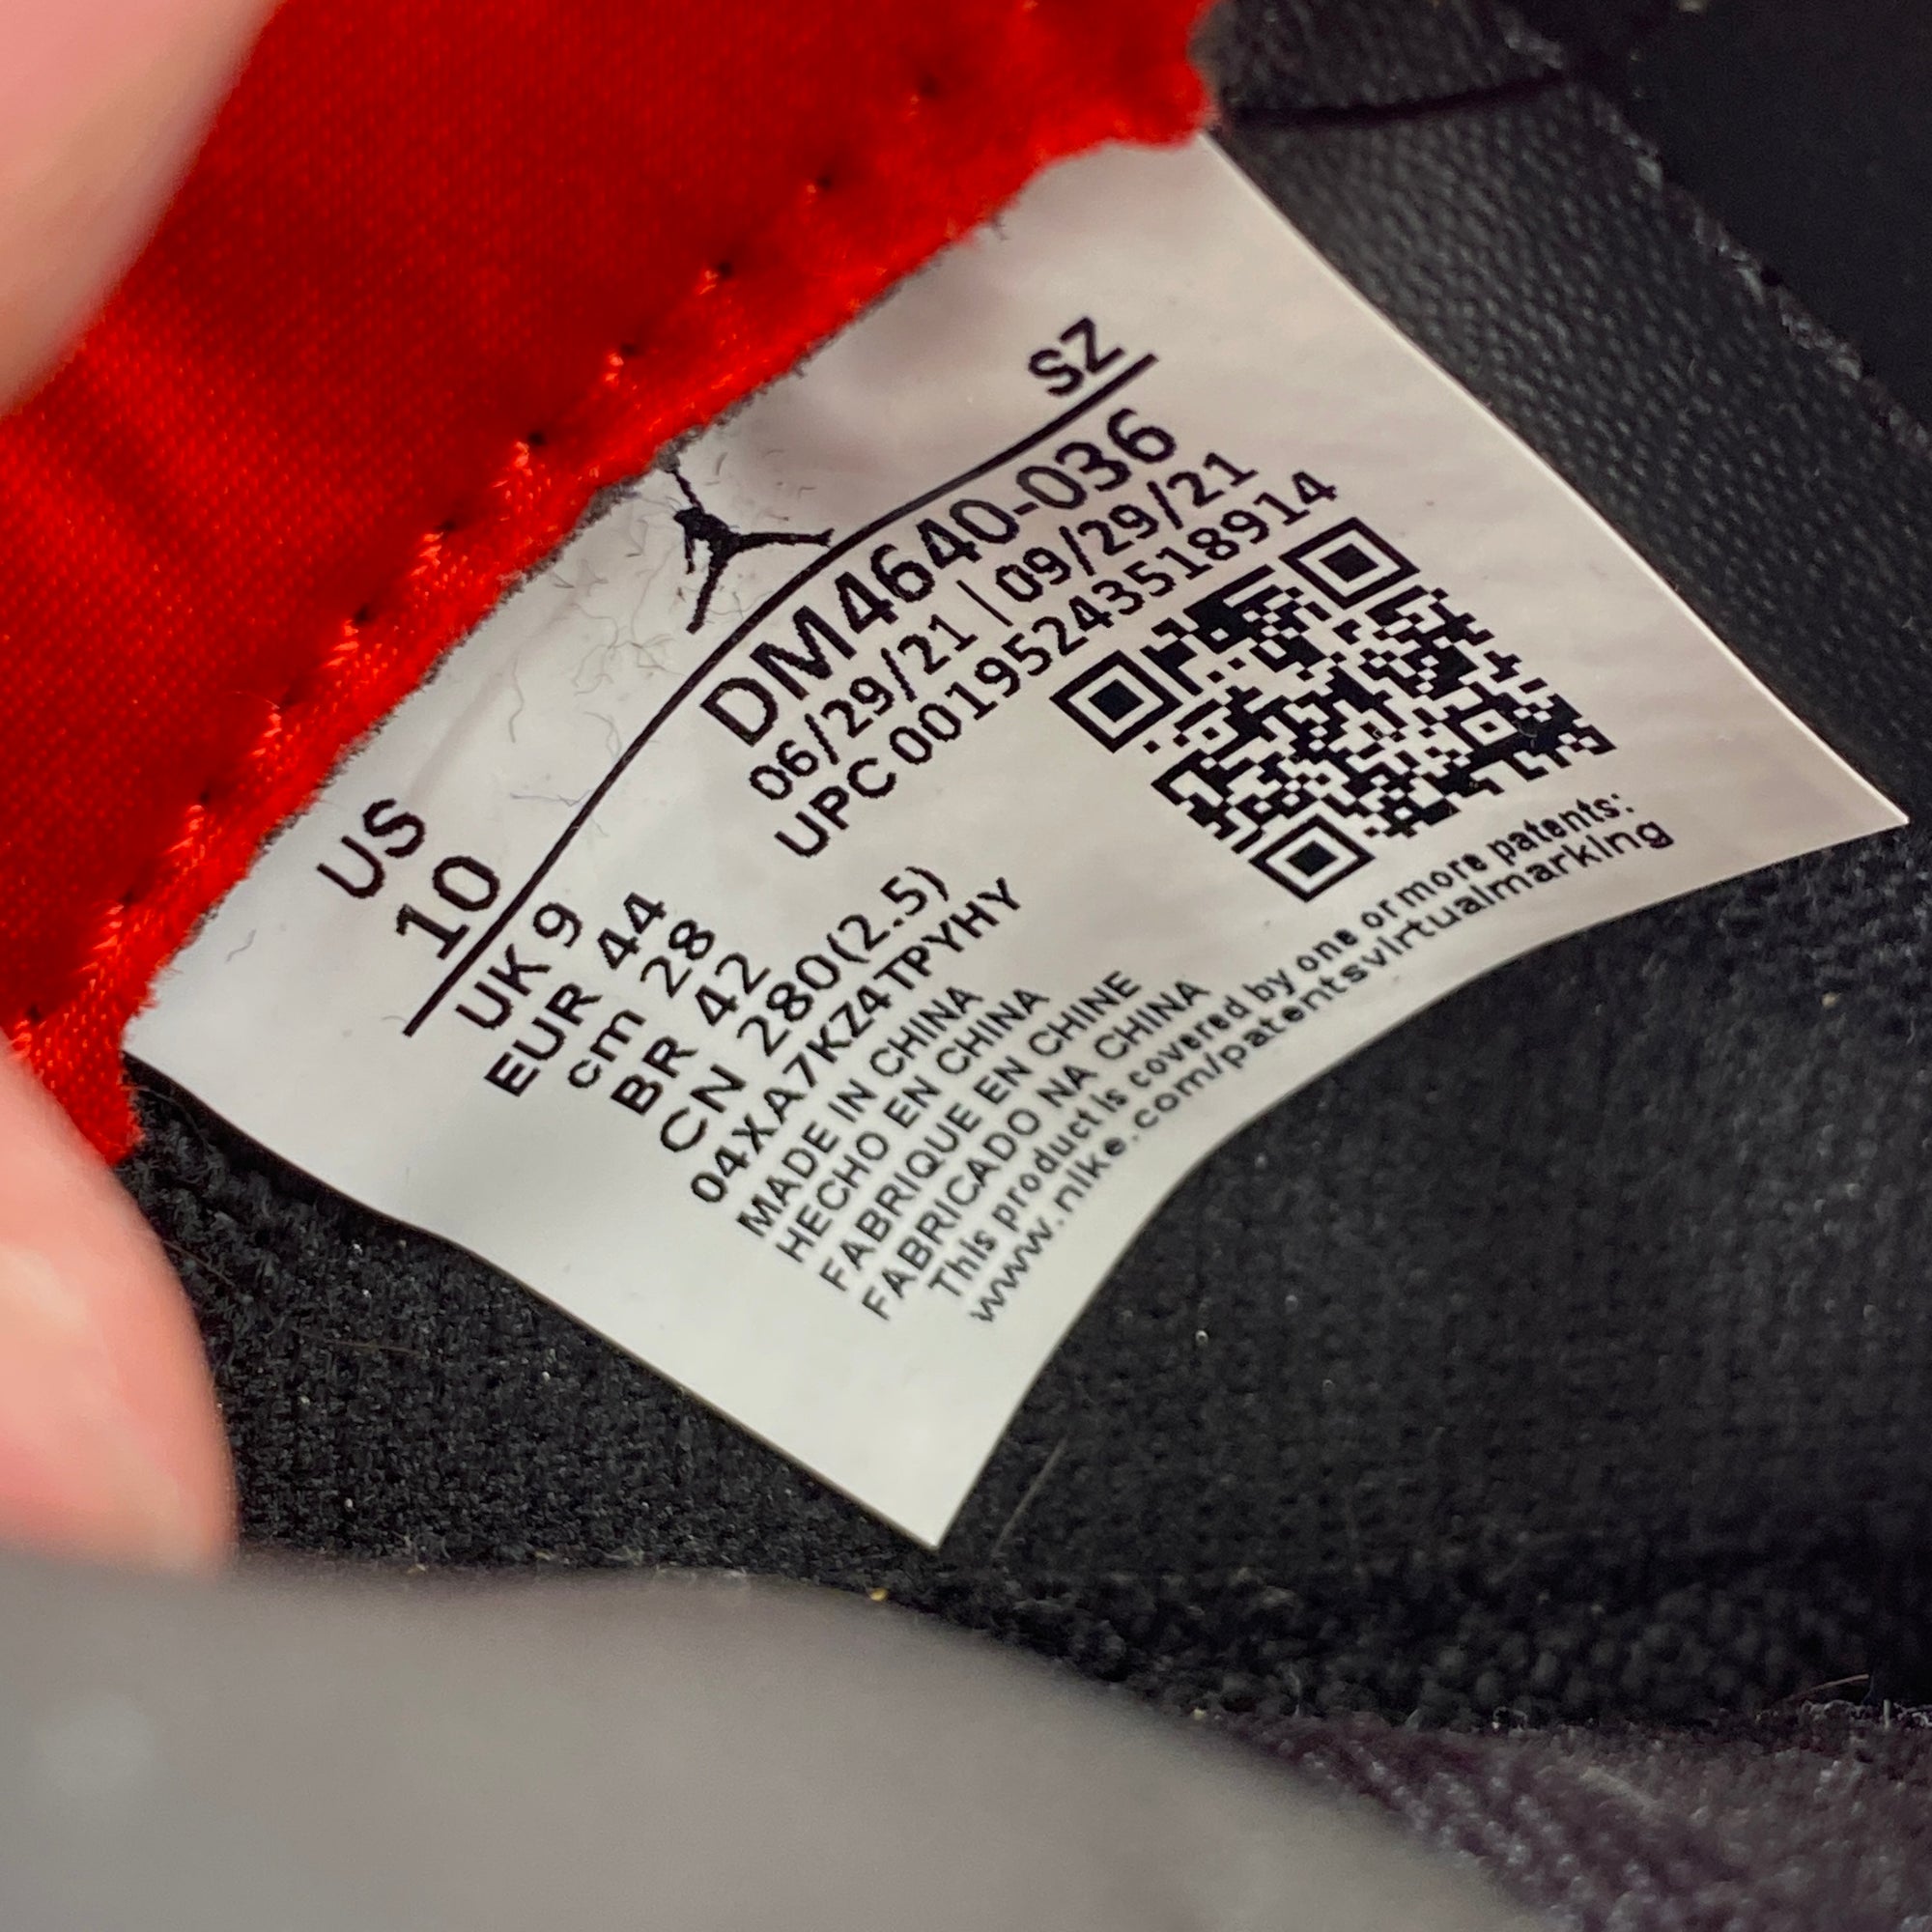 US
10
SZ
UK 9
EUR 44
cm 28
BR 42
CN 280(2.5)
04XA7KZ4TPYHY
MADE IN CHINA
HECHO EN CHINA
FABRIQUE EN CHINE
FABRICADO NA CHINA
This product is covered by one or more patents:
www.nike.com/patentsvirtualmarking
DM4640-036
06/29/21 | 09/29/21
UPC 00195243518914